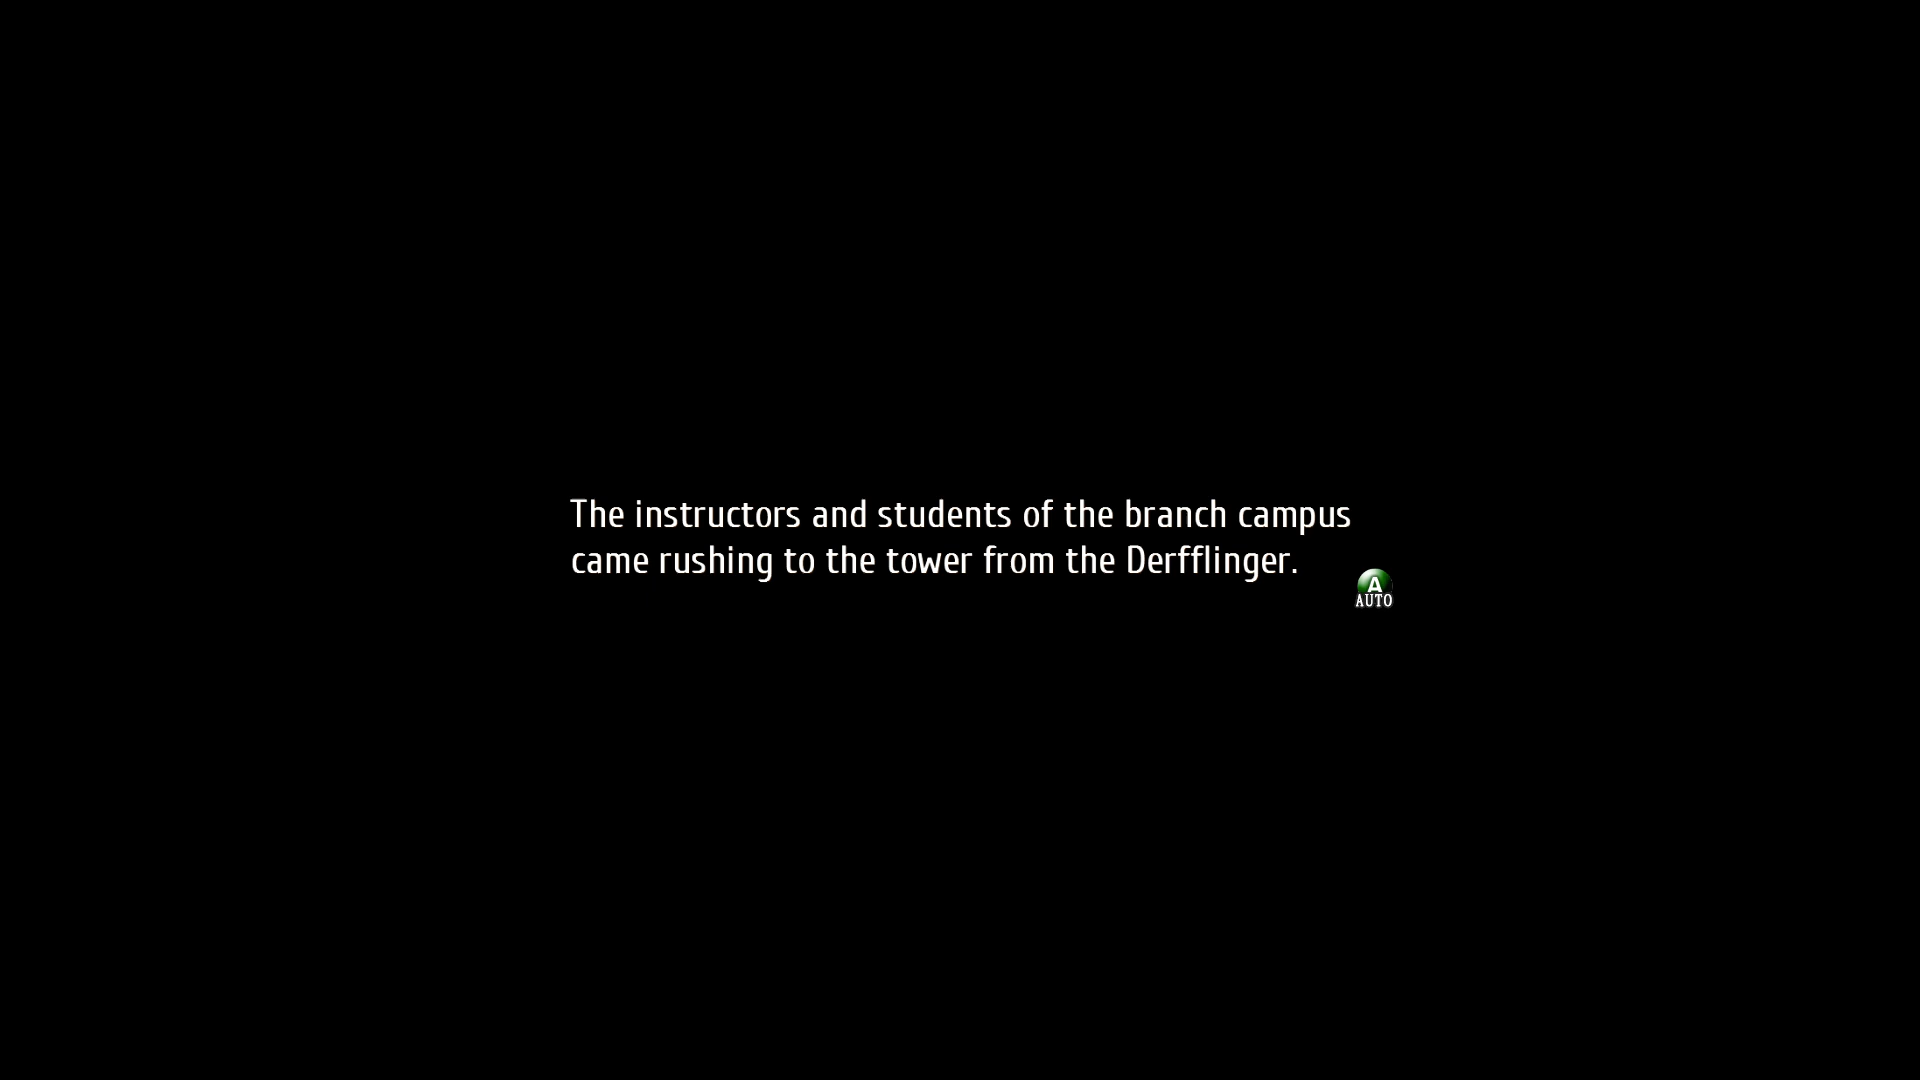 The instructors and students of the branch campus
came rushing to the tower from the Derfflinger.
A
AUTO